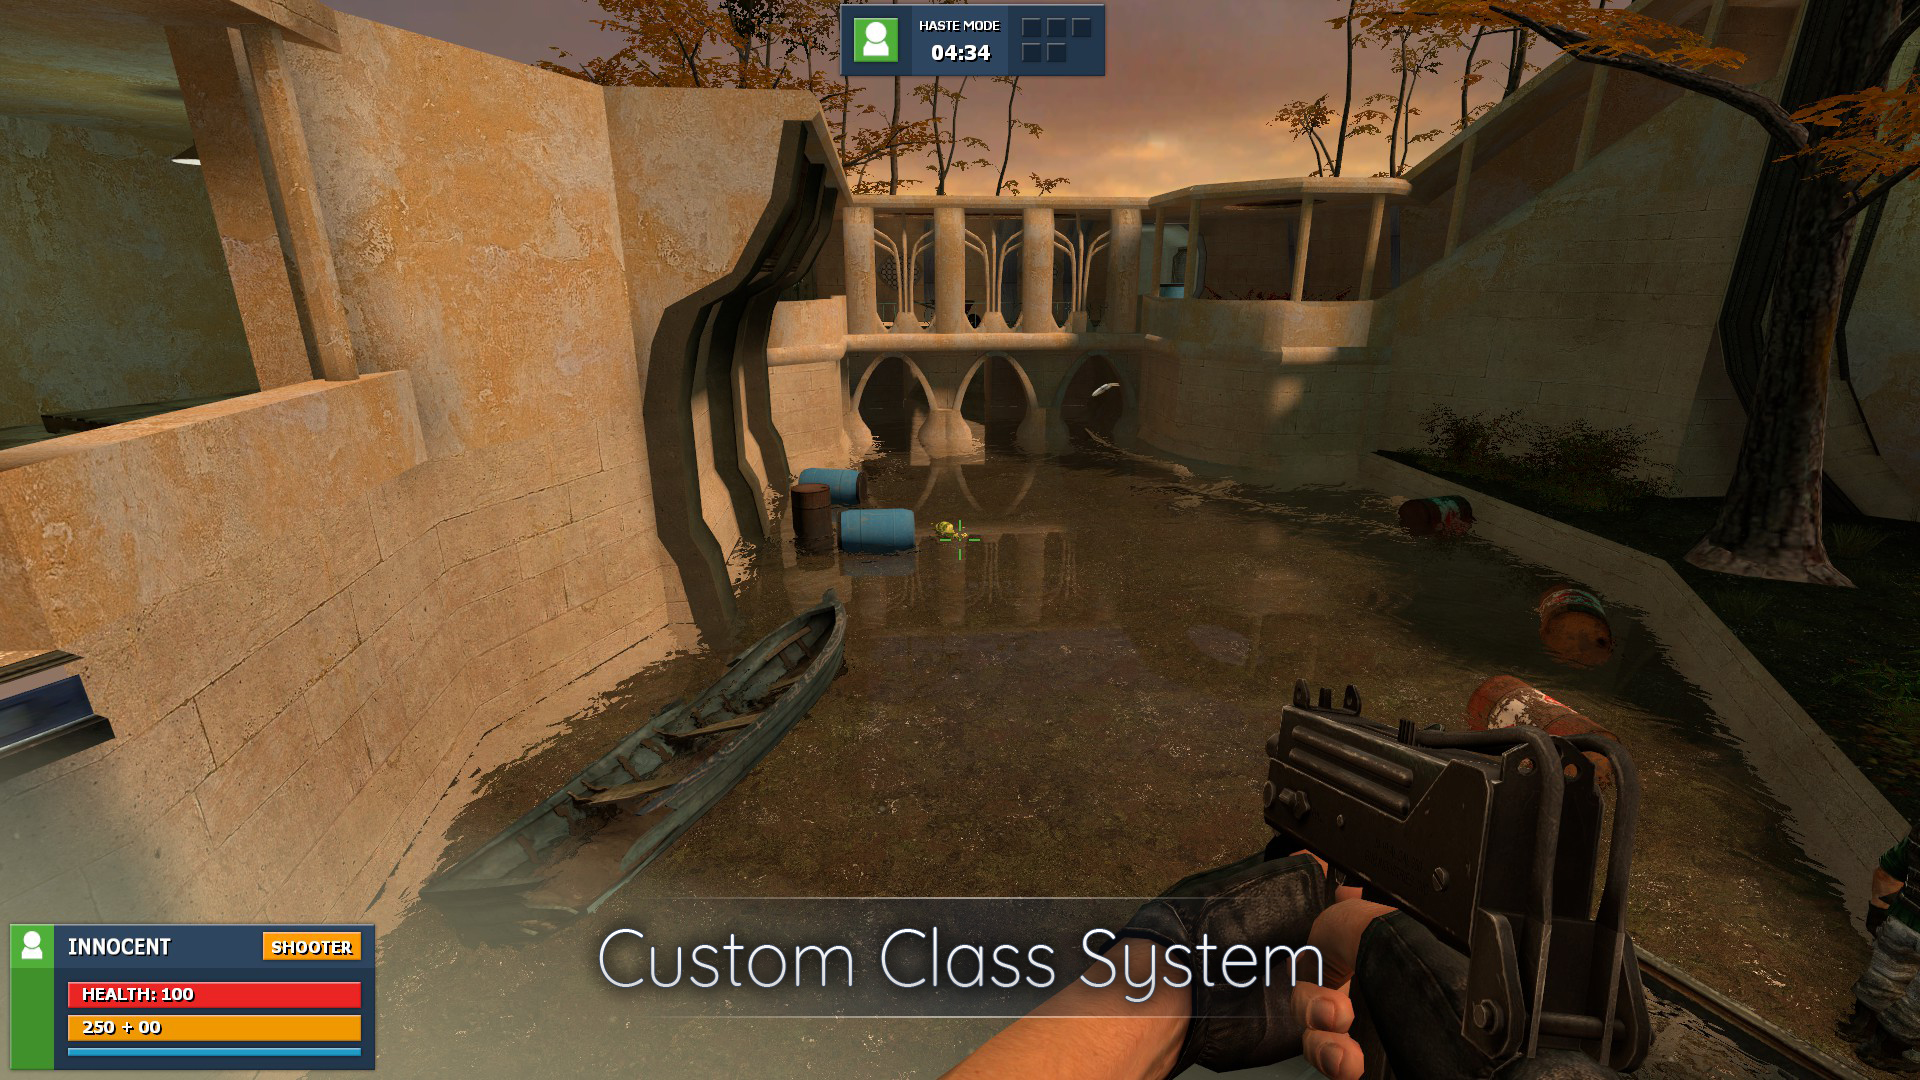 HASTE MODE
04:34
INNOCENT
SHOOTER
HEALTH: 100
250 + 00
Custom Class System